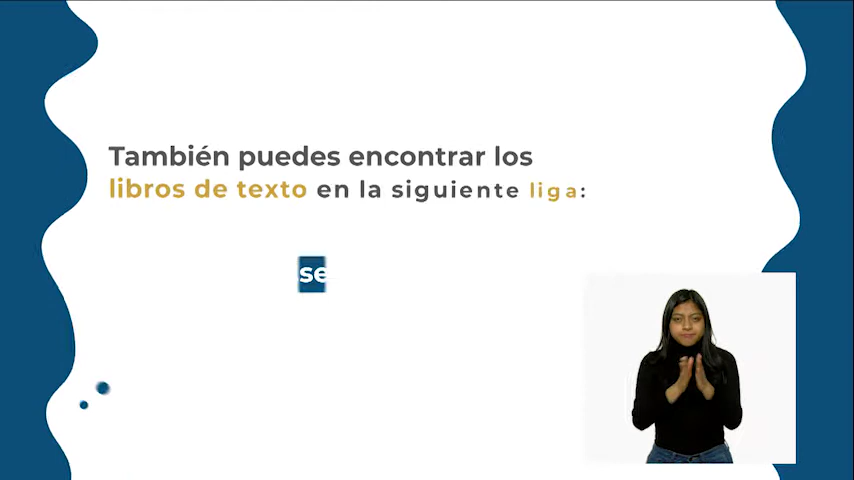 También puedes encontrar los
libros de texto en la siguiente liga:
se